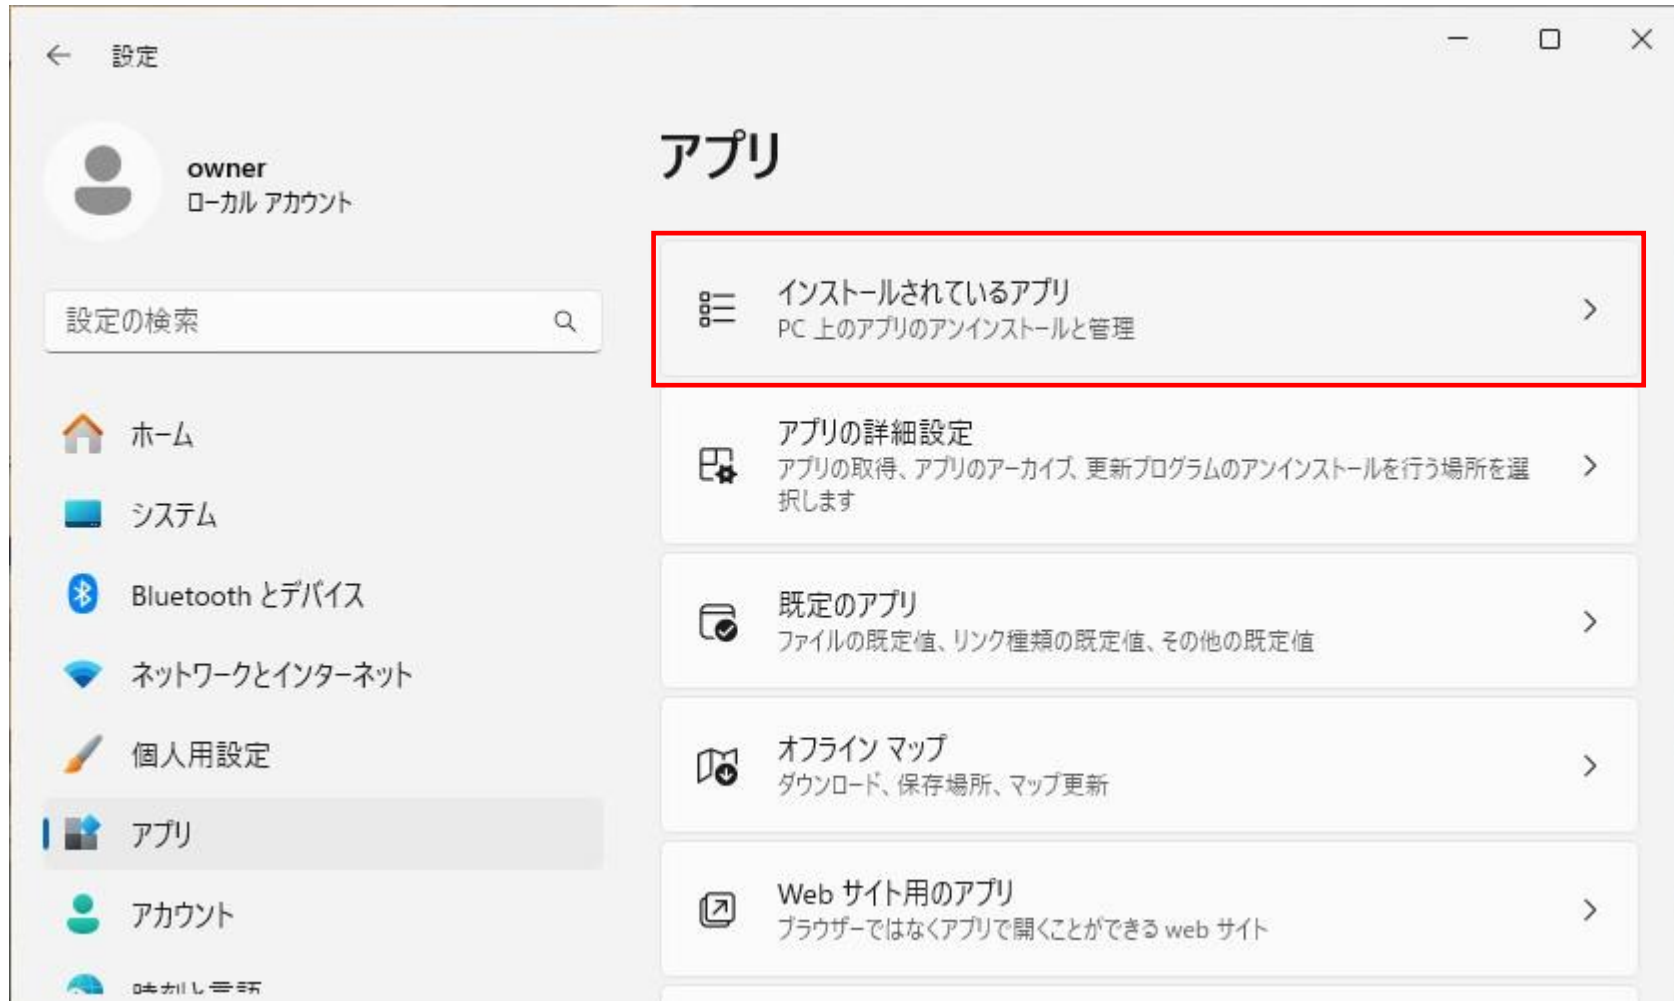 設定
owner
ローカル アカウント
設定の検索
ホーム
システム
Bluetooth とデバイス
ネットワークとインターネット
個人用設定
アプリ
アカウント
時刻と言語
アプリ
インストールされているアプリ
PC 上のアプリのアンインストールと管理
アプリの詳細設定
アプリの取得、アプリのアーカイブ、更新プログラムのアンインストールを行う場所を選
択します
既定のアプリ
ファイルの既定値、リンク種類の既定値、その他の既定値
オフライン マップ
ダウンロード、保存場所、マップ更新
Web サイト用のアプリ
ブラウザーではなくアプリで開くことができる web サイト